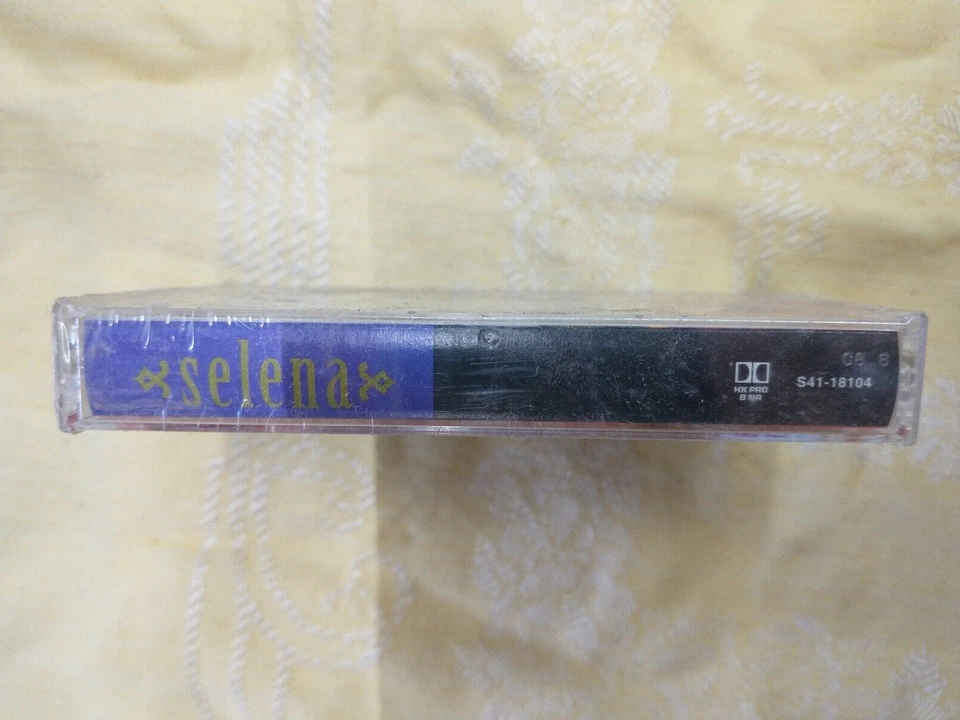 selena
HX PRO
B NR
S41-18104